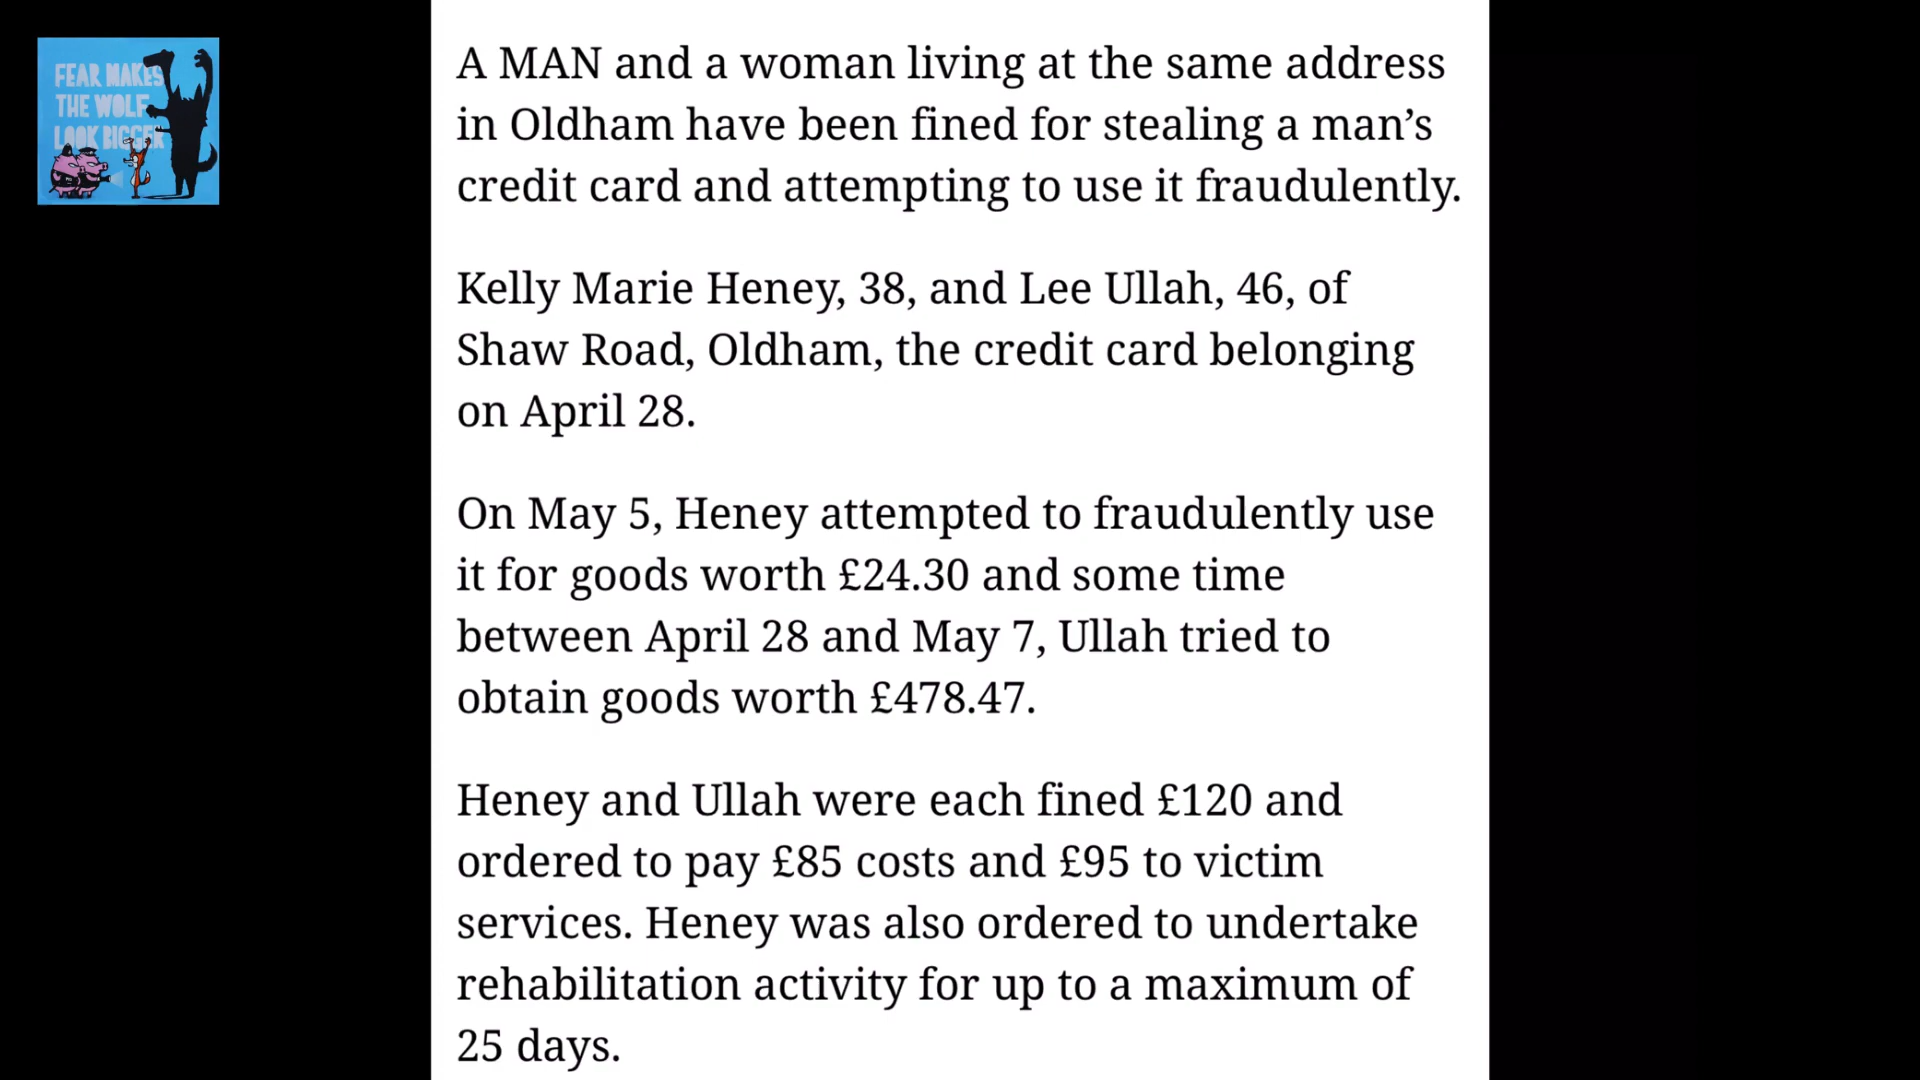 FEAR MAKES
THE WOLF
LOOK BIGGER
A MAN and a woman living at the same address
in Oldham have been fined for stealing a man’s
credit card and attempting to use it fraudulently.
Kelly Marie Heney, 38, and Lee Ullah, 46, of
Shaw Road, Oldham, the credit card belonging
on April 28.
On May 5, Heney attempted to fraudulently use
it for goods worth £24.30 and some time
between April 28 and May 7, Ullah tried to
obtain goods worth £478.47.
Heney and Ullah were each fined £120 and
ordered to pay £85 costs and £95 to victim
services. Heney was also ordered to undertake
rehabilitation activity for up to a maximum of
25 days.